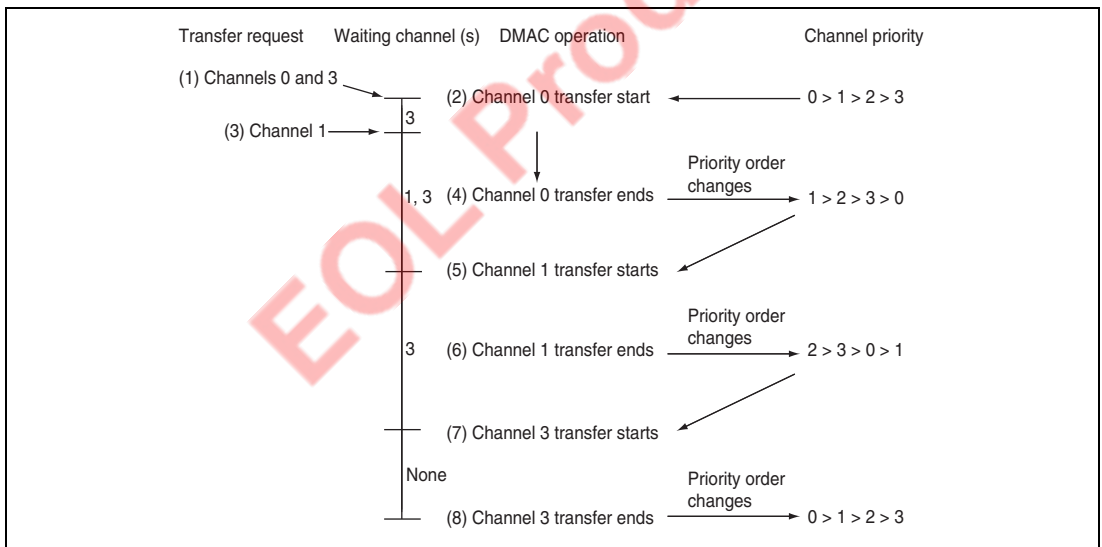 Transfer request Waiting channel (s) DMAC operation Channel priority
(1) Channels 0 and 3
(2) Channel 0 transfer start 0 > 1 > 2 > 3
3
(3) Channel 1
Priority order
changes
1, 3 (4) Channel 0 transfer ends 1 > 2 > 3 > 0
(5) Channel 1 transfer starts
Priority order
changes
3 (6) Channel 1 transfer ends 2 > 3 > 0 > 1
(7) Channel 3 transfer starts
None
Priority order
changes
(8) Channel 3 transfer ends 0 > 1 > 2 > 3
EOL Prod